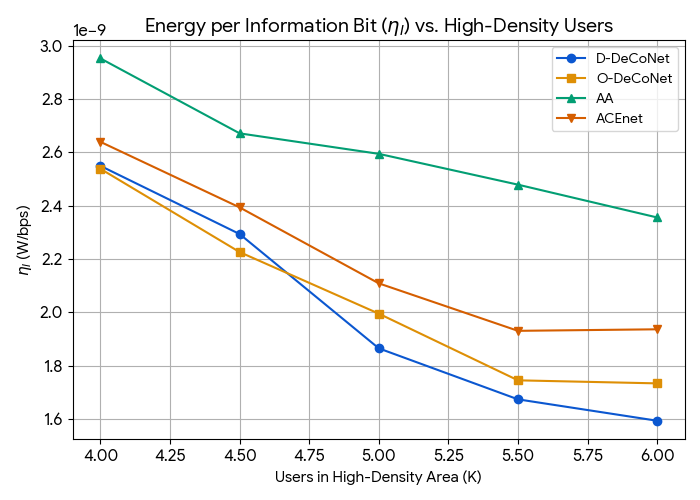 Energy per Information Bit (η_I) vs. High-Density Users
1e−9
3.0
2.8
2.6
2.4
2.2
2.0
1.8
1.6
η_I (W/bps)
D-DeCoNet
O-DeCoNet
AA
ACEnet
4.00 4.25 4.50 4.75 5.00 5.25 5.50 5.75 6.00
Users in High-Density Area (K)